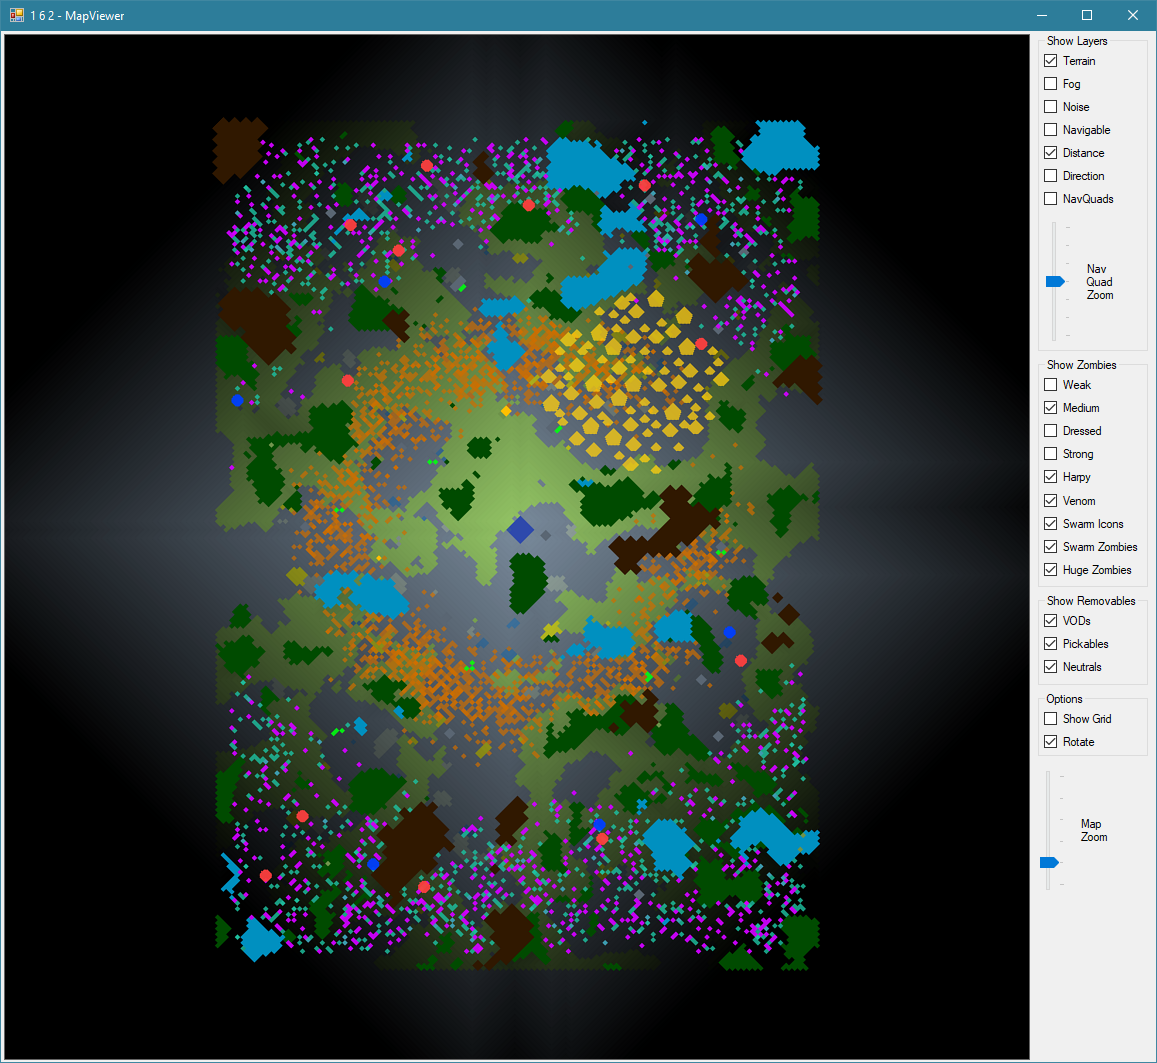 1 6 2 - MapViewer
Show Layers
Terrain
Fog
Noise
Navigable
Distance
Direction
NavQuads
Nav
Quad
Zoom
Show Zombies
Weak
Medium
Dressed
Strong
Harpy
Venom
Swarm Icons
Swarm Zombies
Huge Zombies
Show Removables
VODs
Pickables
Neutrals
Options
Show Grid
Rotate
Map
Zoom